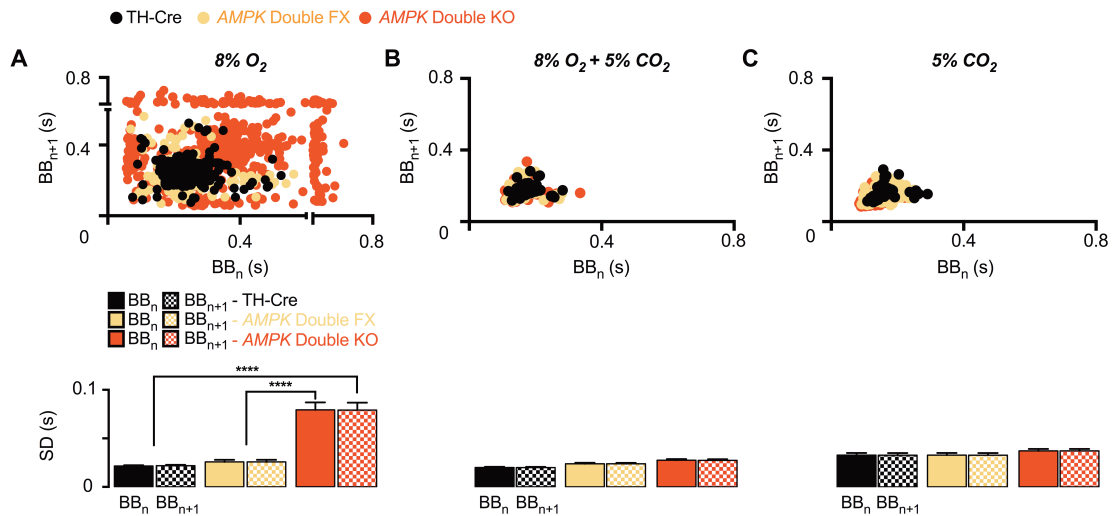 TH-Cre AMPK Double FX AMPK Double KO
A 8% O2 B 8% O2 + 5% CO2 C 5% CO2
0.8 0.8 0.8
BBn+1 (s) BBn+1 (s) BBn+1 (s)
0.4 0.4 0.4
0 0.4 0.8 0 0.4 0.8 0 0.4 0.8
BBn (s) BBn (s) BBn (s)
BBn BBn+1 - TH-Cre
BBn BBn+1 - AMPK Double FX
BBn BBn+1 - AMPK Double KO
****
0.1 ****
SD (s)
0
BBn BBn+1 BBn BBn+1 BBn BBn+1